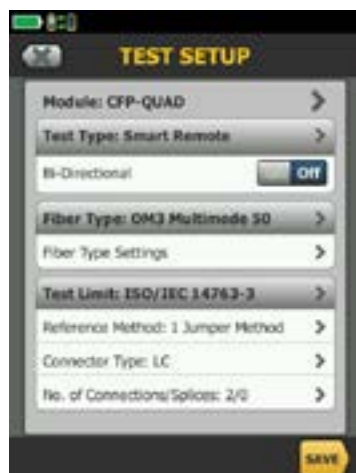 TEST SETUP
Module: CFP-QUAD
Test Type: Smart Remote
Bi-Directional
Off
Fiber Type: OM3 Multimode 50
Fiber Type Settings
Test Limit: ISO/IEC 14763-3
Reference Method: 1 Jumper Method
Connector Type: LC
No. of Connections/Splices: 2/0
SAVE